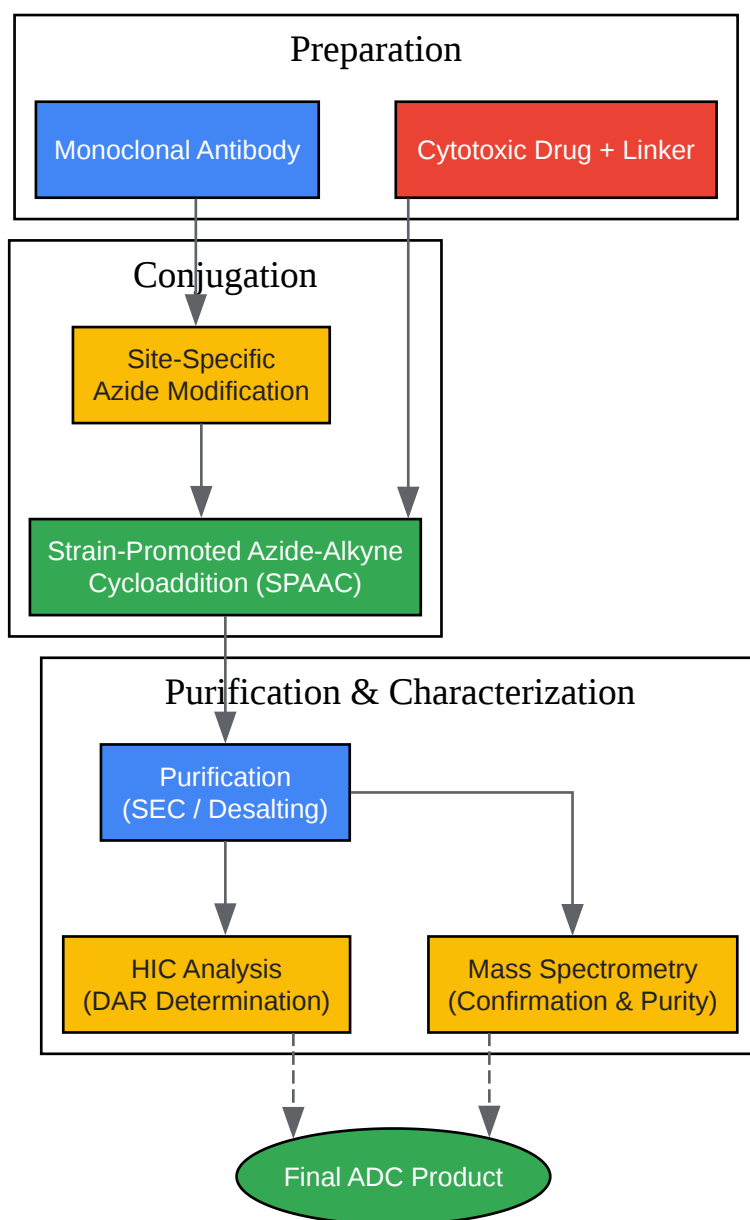 Preparation
Monoclonal Antibody
Cytotoxic Drug + Linker
Conjugation
Site-Specific
Azide Modification
Strain-Promoted Azide-Alkyne
Cycloaddition (SPAAC)
Purification & Characterization
Purification
(SEC / Desalting)
HIC Analysis
(DAR Determination)
Mass Spectrometry
(Confirmation & Purity)
Final ADC Product